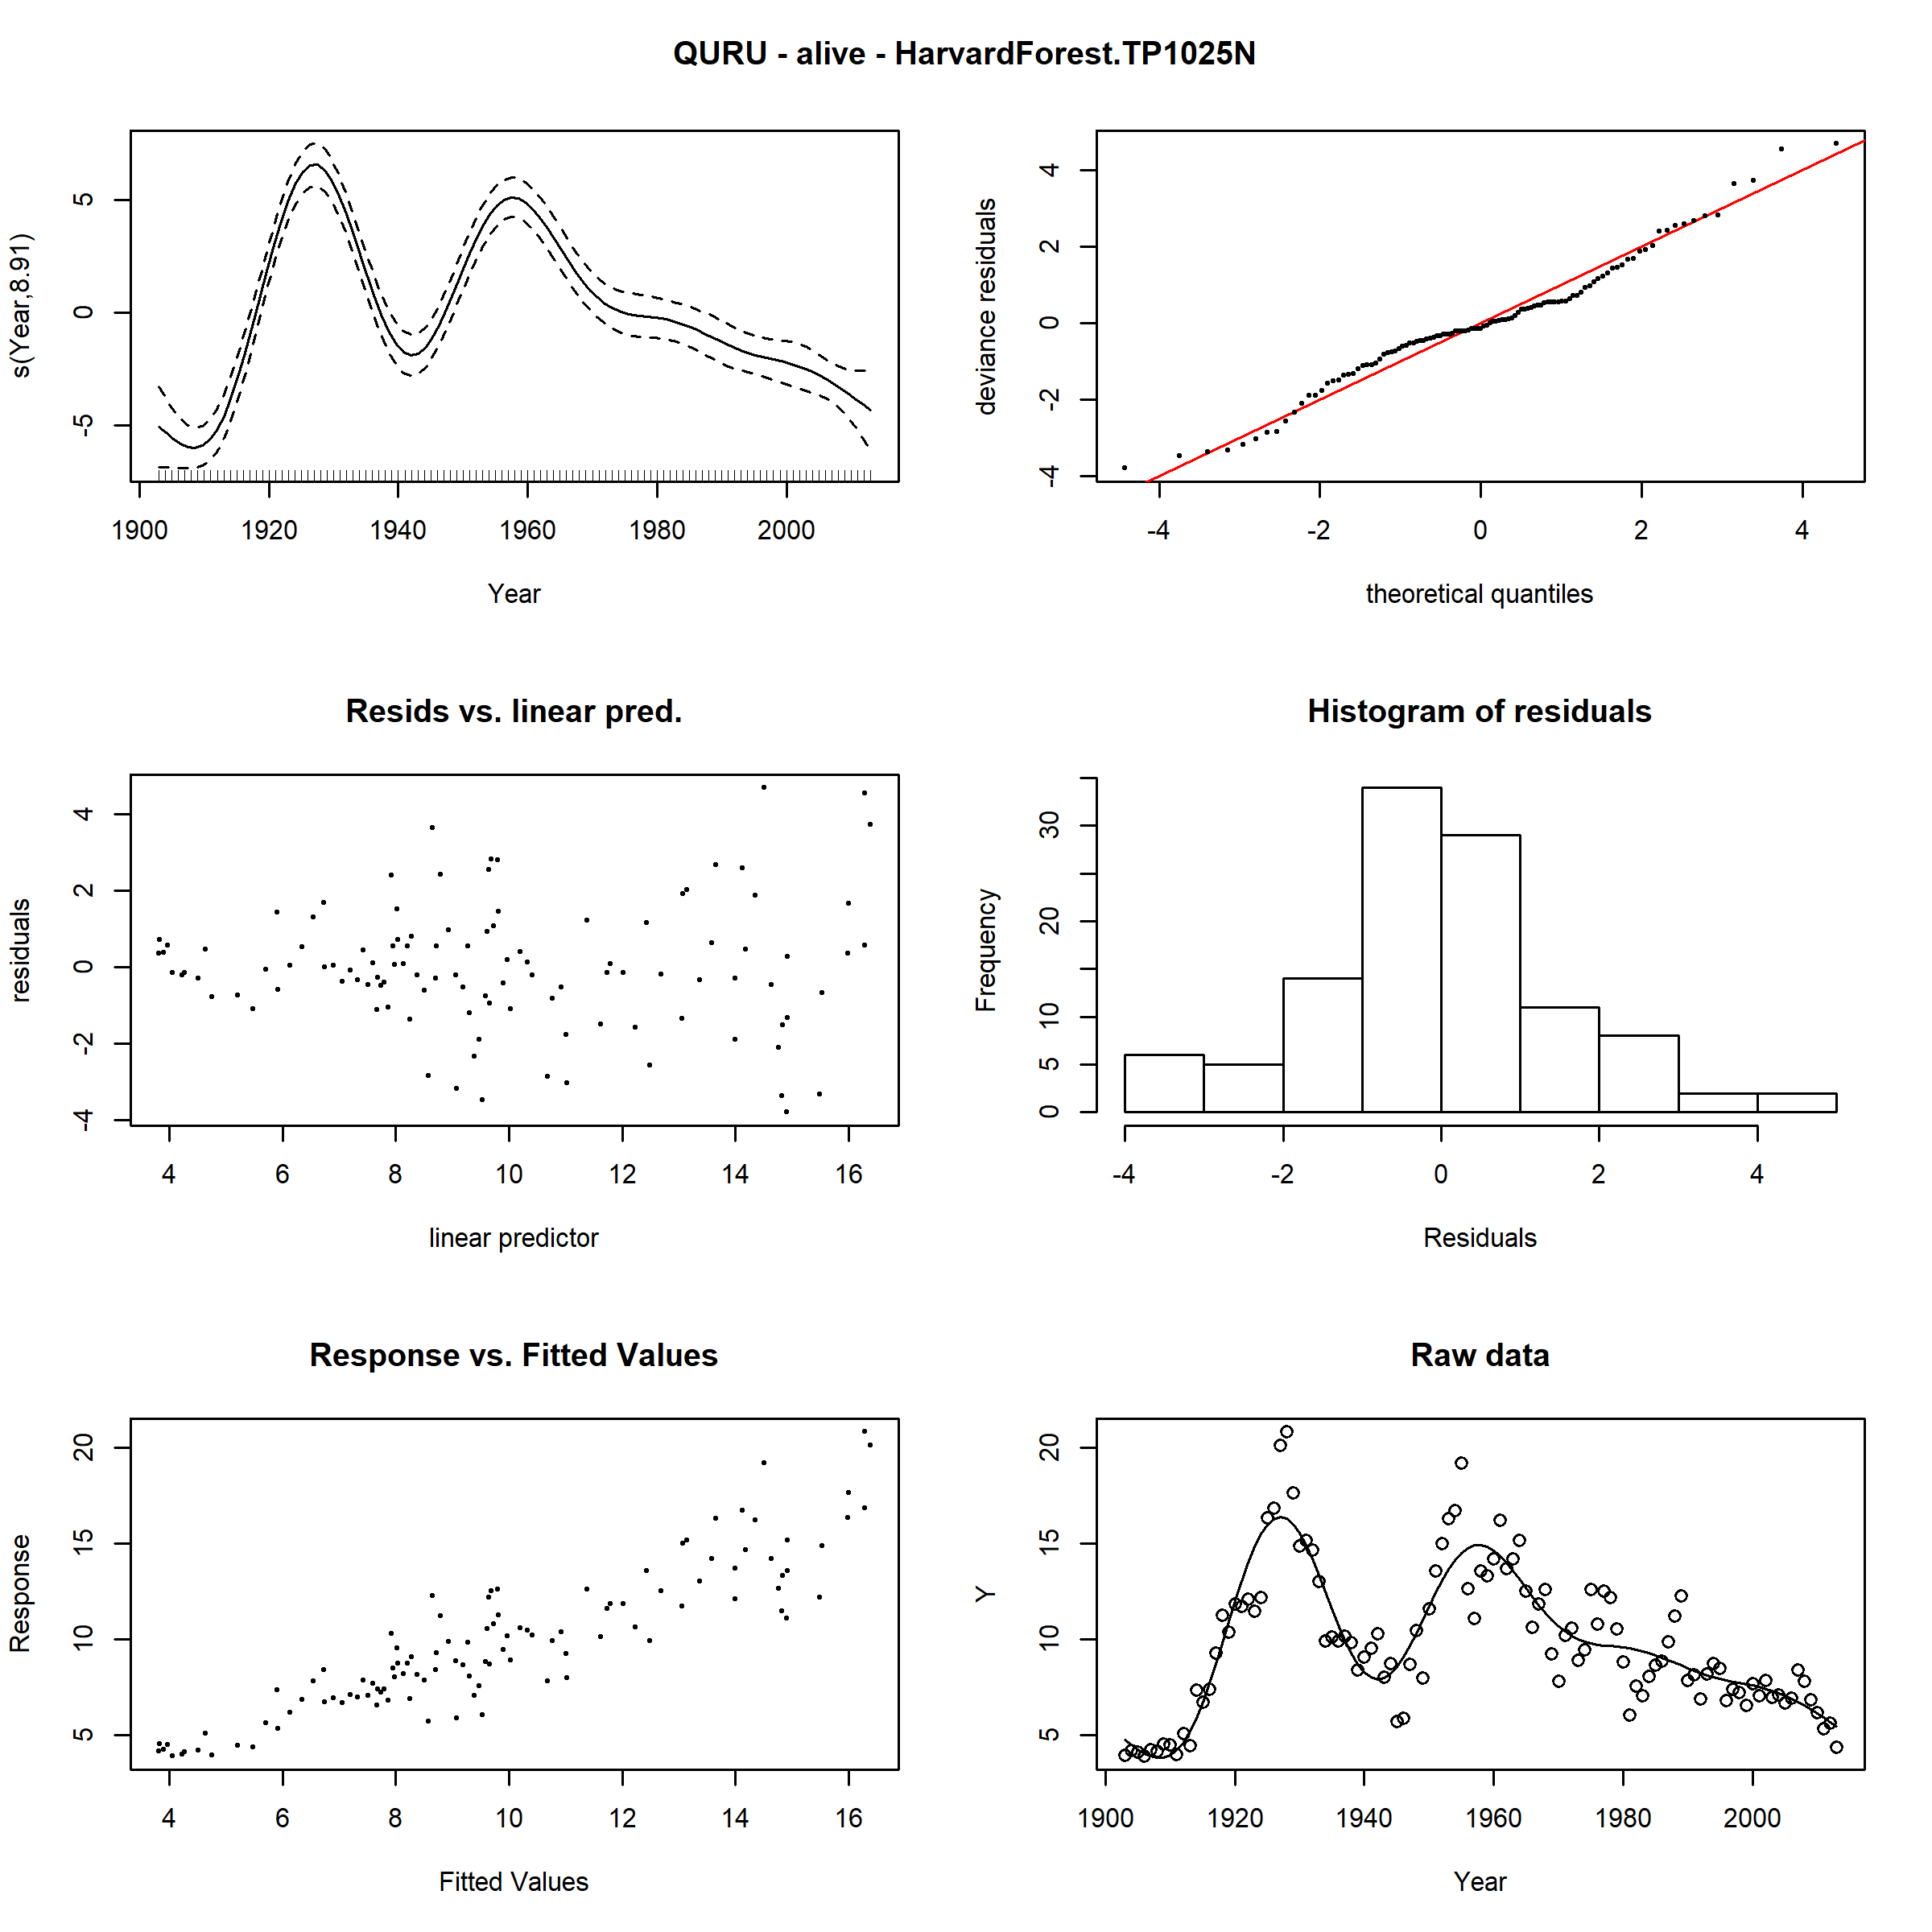 QURU - alive - HarvardForest.TP1025N
s(Year,8.91)
5
0
-5
1900 1920 1940 1960 1980 2000
Year
deviance residuals
4
2
0
-2
-4
-4 -2 0 2 4
theoretical quantiles
Resids vs. linear pred.
residuals
4
2
0
-2
-4
4 6 8 10 12 14 16
linear predictor
Histogram of residuals
Frequency
30
20
10
5
0
-4 -2 0 2 4
Residuals
Response vs. Fitted Values
Response
20
15
10
5
4 6 8 10 12 14 16
Fitted Values
Raw data
Y
20
15
10
5
1900 1920 1940 1960 1980 2000
Year